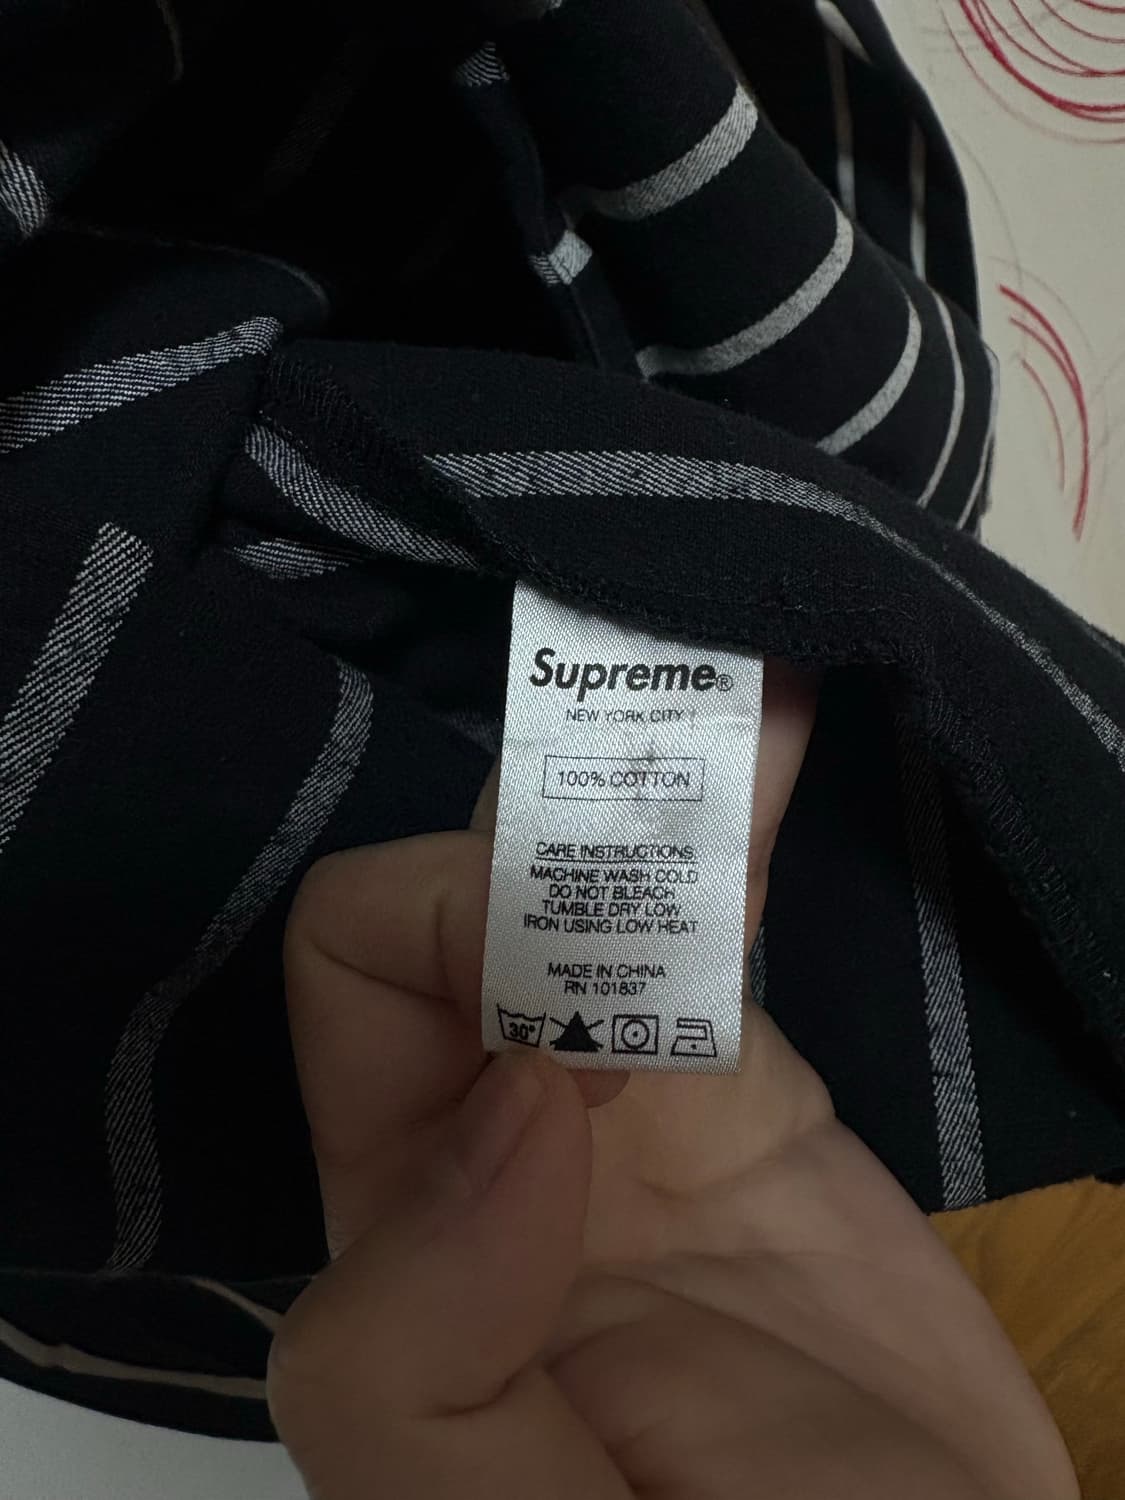 Supreme®
NEW YORK CITY
100% COTTON
CARE INSTRUCTIONS
MACHINE WASH COLD
DO NOT BLEACH
TUMBLE DRY LOW
IRON USING LOW HEAT
MADE IN CHINA
RN 101837
30°